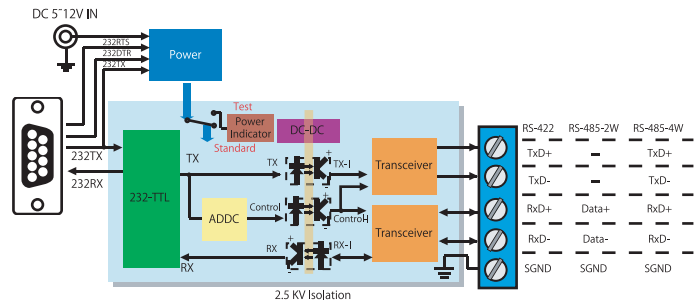 DC 5~12V IN
232RTS
232DTR
232TX
Power
Test
Power Indicator
DC-DC
Standard
232TX
232RX
232-TTL
TX
ADDC
RX
TX
TX-I
Control
Control-I
RX
RX-I
Transceiver
Transceiver
2.5 KV Isolation
RS-422 RS-485-2W RS-485-4W
TxD+ – TxD+
TxD- – TxD-
RxD+ Data+ RxD+
RxD- Data- RxD-
SGND SGND SGND